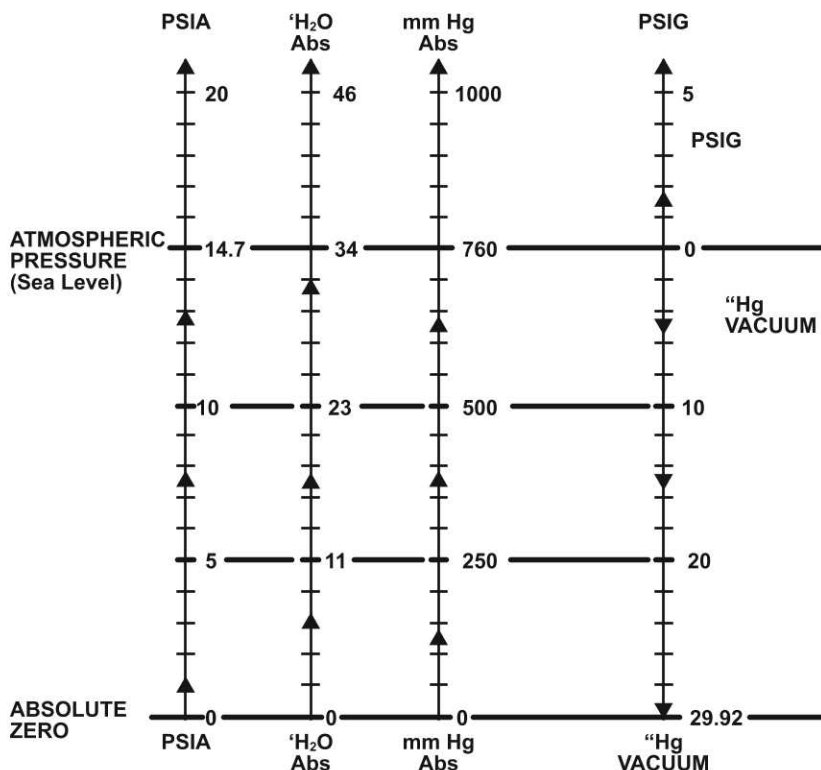 PSIA
‘H₂O
Abs
mm Hg
Abs
PSIG
20
46
1000
5
PSIG
ATMOSPHERIC
PRESSURE
(Sea Level)
14.7
34
760
0
“Hg
VACUUM
10
23
500
10
5
11
250
20
ABSOLUTE
ZERO
0
0
0
29.92
PSIA
‘H₂O
Abs
mm Hg
Abs
“Hg
VACUUM